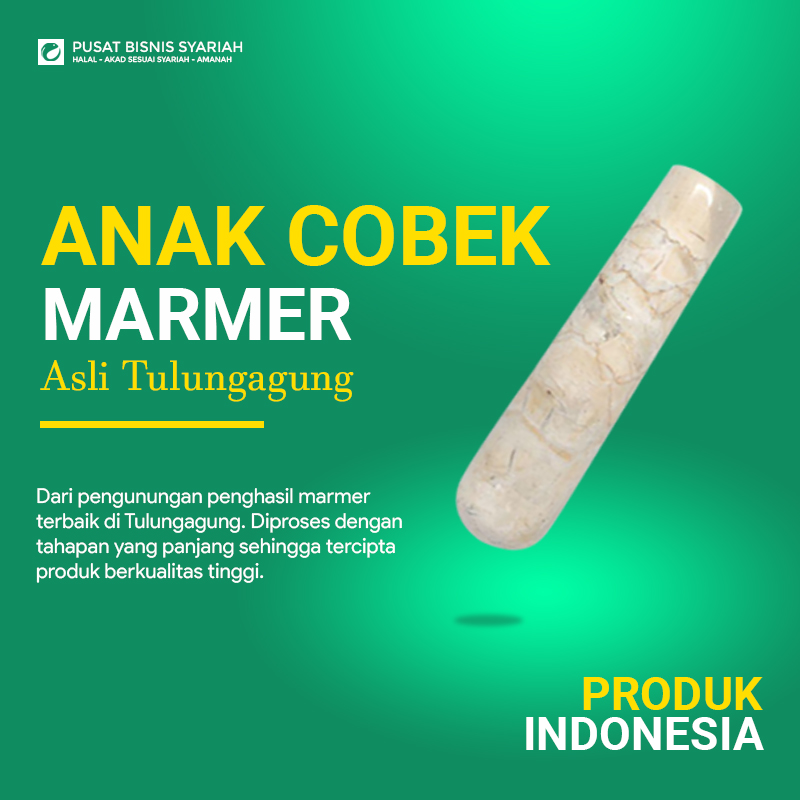 PUSAT BISNIS SYARIAH
HALAL - AKAD SESUAI SYARIAH - AMANAH
ANAK COBEK
MARMER
Asli Tulungagung
Dari pengunungan penghasil marmer
terbaik di Tulungagung. Diproses dengan
tahapan yang panjang sehingga tercipta
produk berkualitas tinggi.
PRODUK
INDONESIA